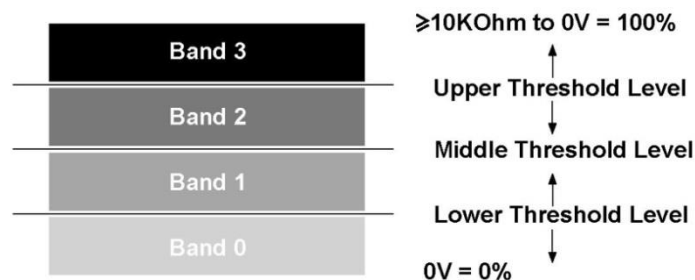 ≥10KOhm to 0V = 100%
Band 3
Upper Threshold Level
Band 2
Middle Threshold Level
Band 1
Lower Threshold Level
Band 0
0V = 0%